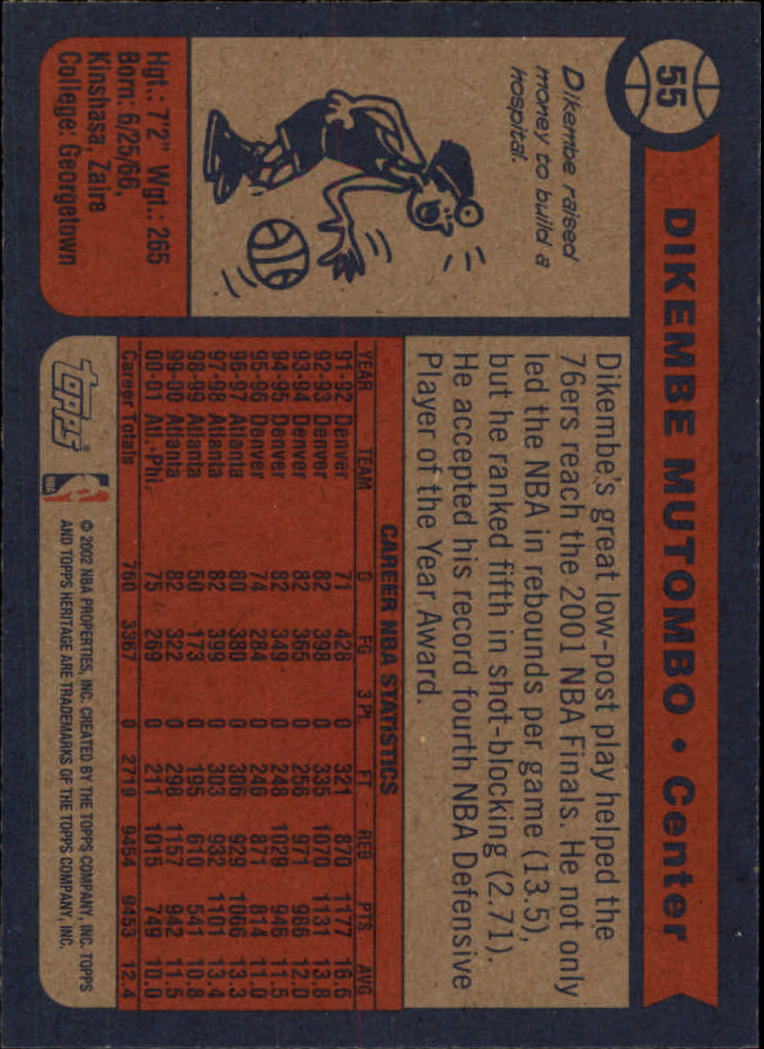 55
DIKEMBE MUTOMBO • Center
Dikembe raised
money to build a
hospital.
Hgt.: 7'2" Wgt.: 265
Born: 6/25/66,
Kinshasa, Zaire
College: Georgetown
Dikembe's great low-post play helped the
76ers reach the 2001 NBA Finals. He not only
led the NBA in rebounds per game (13.5),
but he ranked fifth in shot-blocking (2.71).
He accepted his record fourth NBA Defensive
Player of the Year Award.
CAREER NBA STATISTICS
YEAR TEAM G FG 3 Pt. FT REB PTS AVG
91-92 Denver 71 428 0 321 870 1177 16.6
92-93 Denver 82 398 0 335 1070 1131 13.8
93-94 Denver 82 365 0 256 971 986 12.0
94-95 Denver 82 349 0 248 1029 946 11.5
95-96 Denver 74 284 0 246 871 814 11.0
96-97 Atlanta 80 380 0 306 929 1066 13.3
97-98 Atlanta 82 399 0 303 932 1101 13.4
98-99 Atlanta 50 173 0 195 610 541 10.8
99-00 Atlanta 82 322 0 298 1157 942 11.5
00-01 Atl.-Phi. 75 269 0 211 1015 749 10.0
Career Totals 760 3367 0 2719 9454 9453 12.4
Topps®
NBA
© 2002 NBA PROPERTIES, INC. CREATED BY THE TOPPS COMPANY, INC. TOPPS
AND TOPPS HERITAGE ARE TRADEMARKS OF THE TOPPS COMPANY, INC.